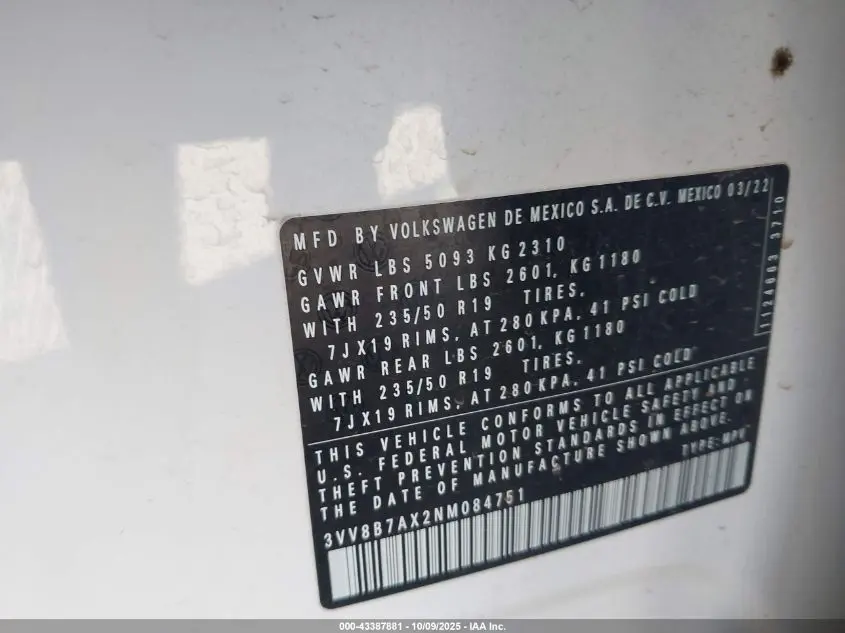 MFD BY VOLKSWAGEN DE MEXICO S.A. DE C.V. MEXICO 03/22
GVWR LBS 5093 KG 2310
GAWR FRONT LBS 2601, KG 1180
WITH 235/50 R19 TIRES,
7JX19 RIMS, AT 280 KPA, 41 PSI COLD
GAWR REAR LBS 2601, KG 1180
WITH 235/50 R19 TIRES,
7JX19 RIMS, AT 280 KPA, 41 PSI COLD
1124603 3710
THIS VEHICLE CONFORMS TO ALL APPLICABLE
U.S. FEDERAL MOTOR VEHICLE SAFETY AND
THEFT PREVENTION STANDARDS IN EFFECT ON
THE DATE OF MANUFACTURE SHOWN ABOVE.
TYPE: MPV
3VV8B7AX2NM084751
000-43387881 - 10/09/2025 - IAA Inc.